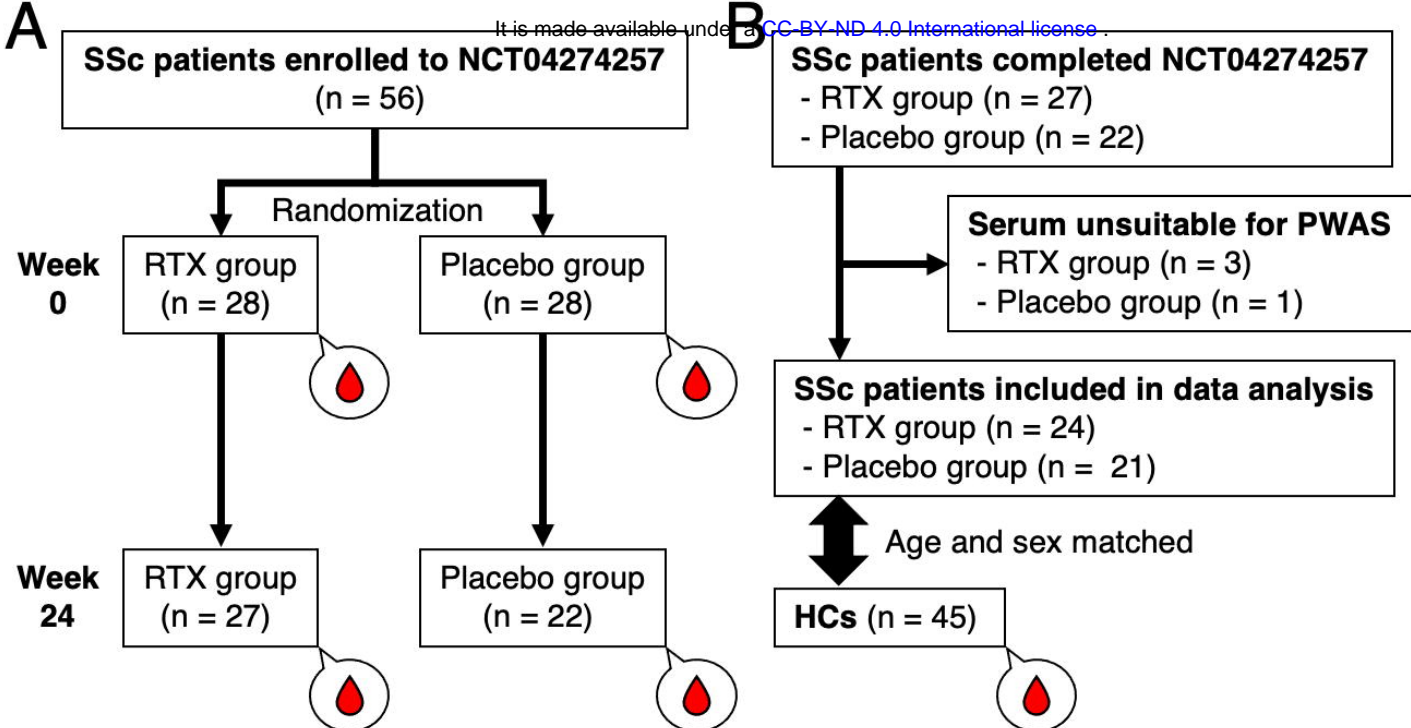 A
It is made available under a CC-BY-ND 4.0 International license .
SSc patients enrolled to NCT04274257
(n = 56)
Randomization
Week
0
RTX group
(n = 28)
Placebo group
(n = 28)
Week
24
RTX group
(n = 27)
Placebo group
(n = 22)
B
SSc patients completed NCT04274257
- RTX group (n = 27)
- Placebo group (n = 22)
Serum unsuitable for PWAS
- RTX group (n = 3)
- Placebo group (n = 1)
SSc patients included in data analysis
- RTX group (n = 24)
- Placebo group (n = 21)
Age and sex matched
HCs (n = 45)